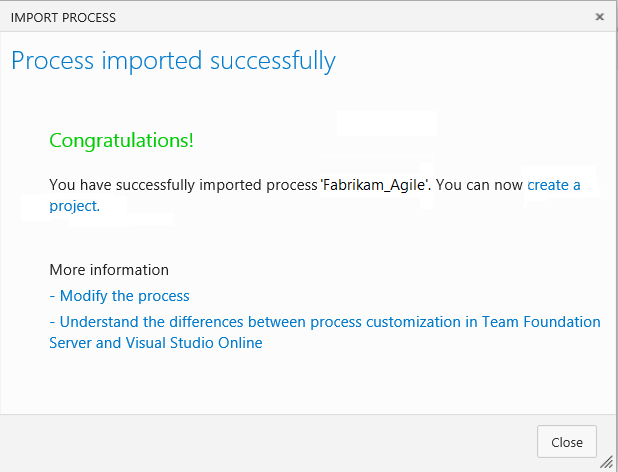 IMPORT PROCESS
Process imported successfully
Congratulations!
You have successfully imported process 'Fabrikam_Agile'. You can now create a
project.
More information
- Modify the process
- Understand the differences between process customization in Team Foundation
Server and Visual Studio Online
Close